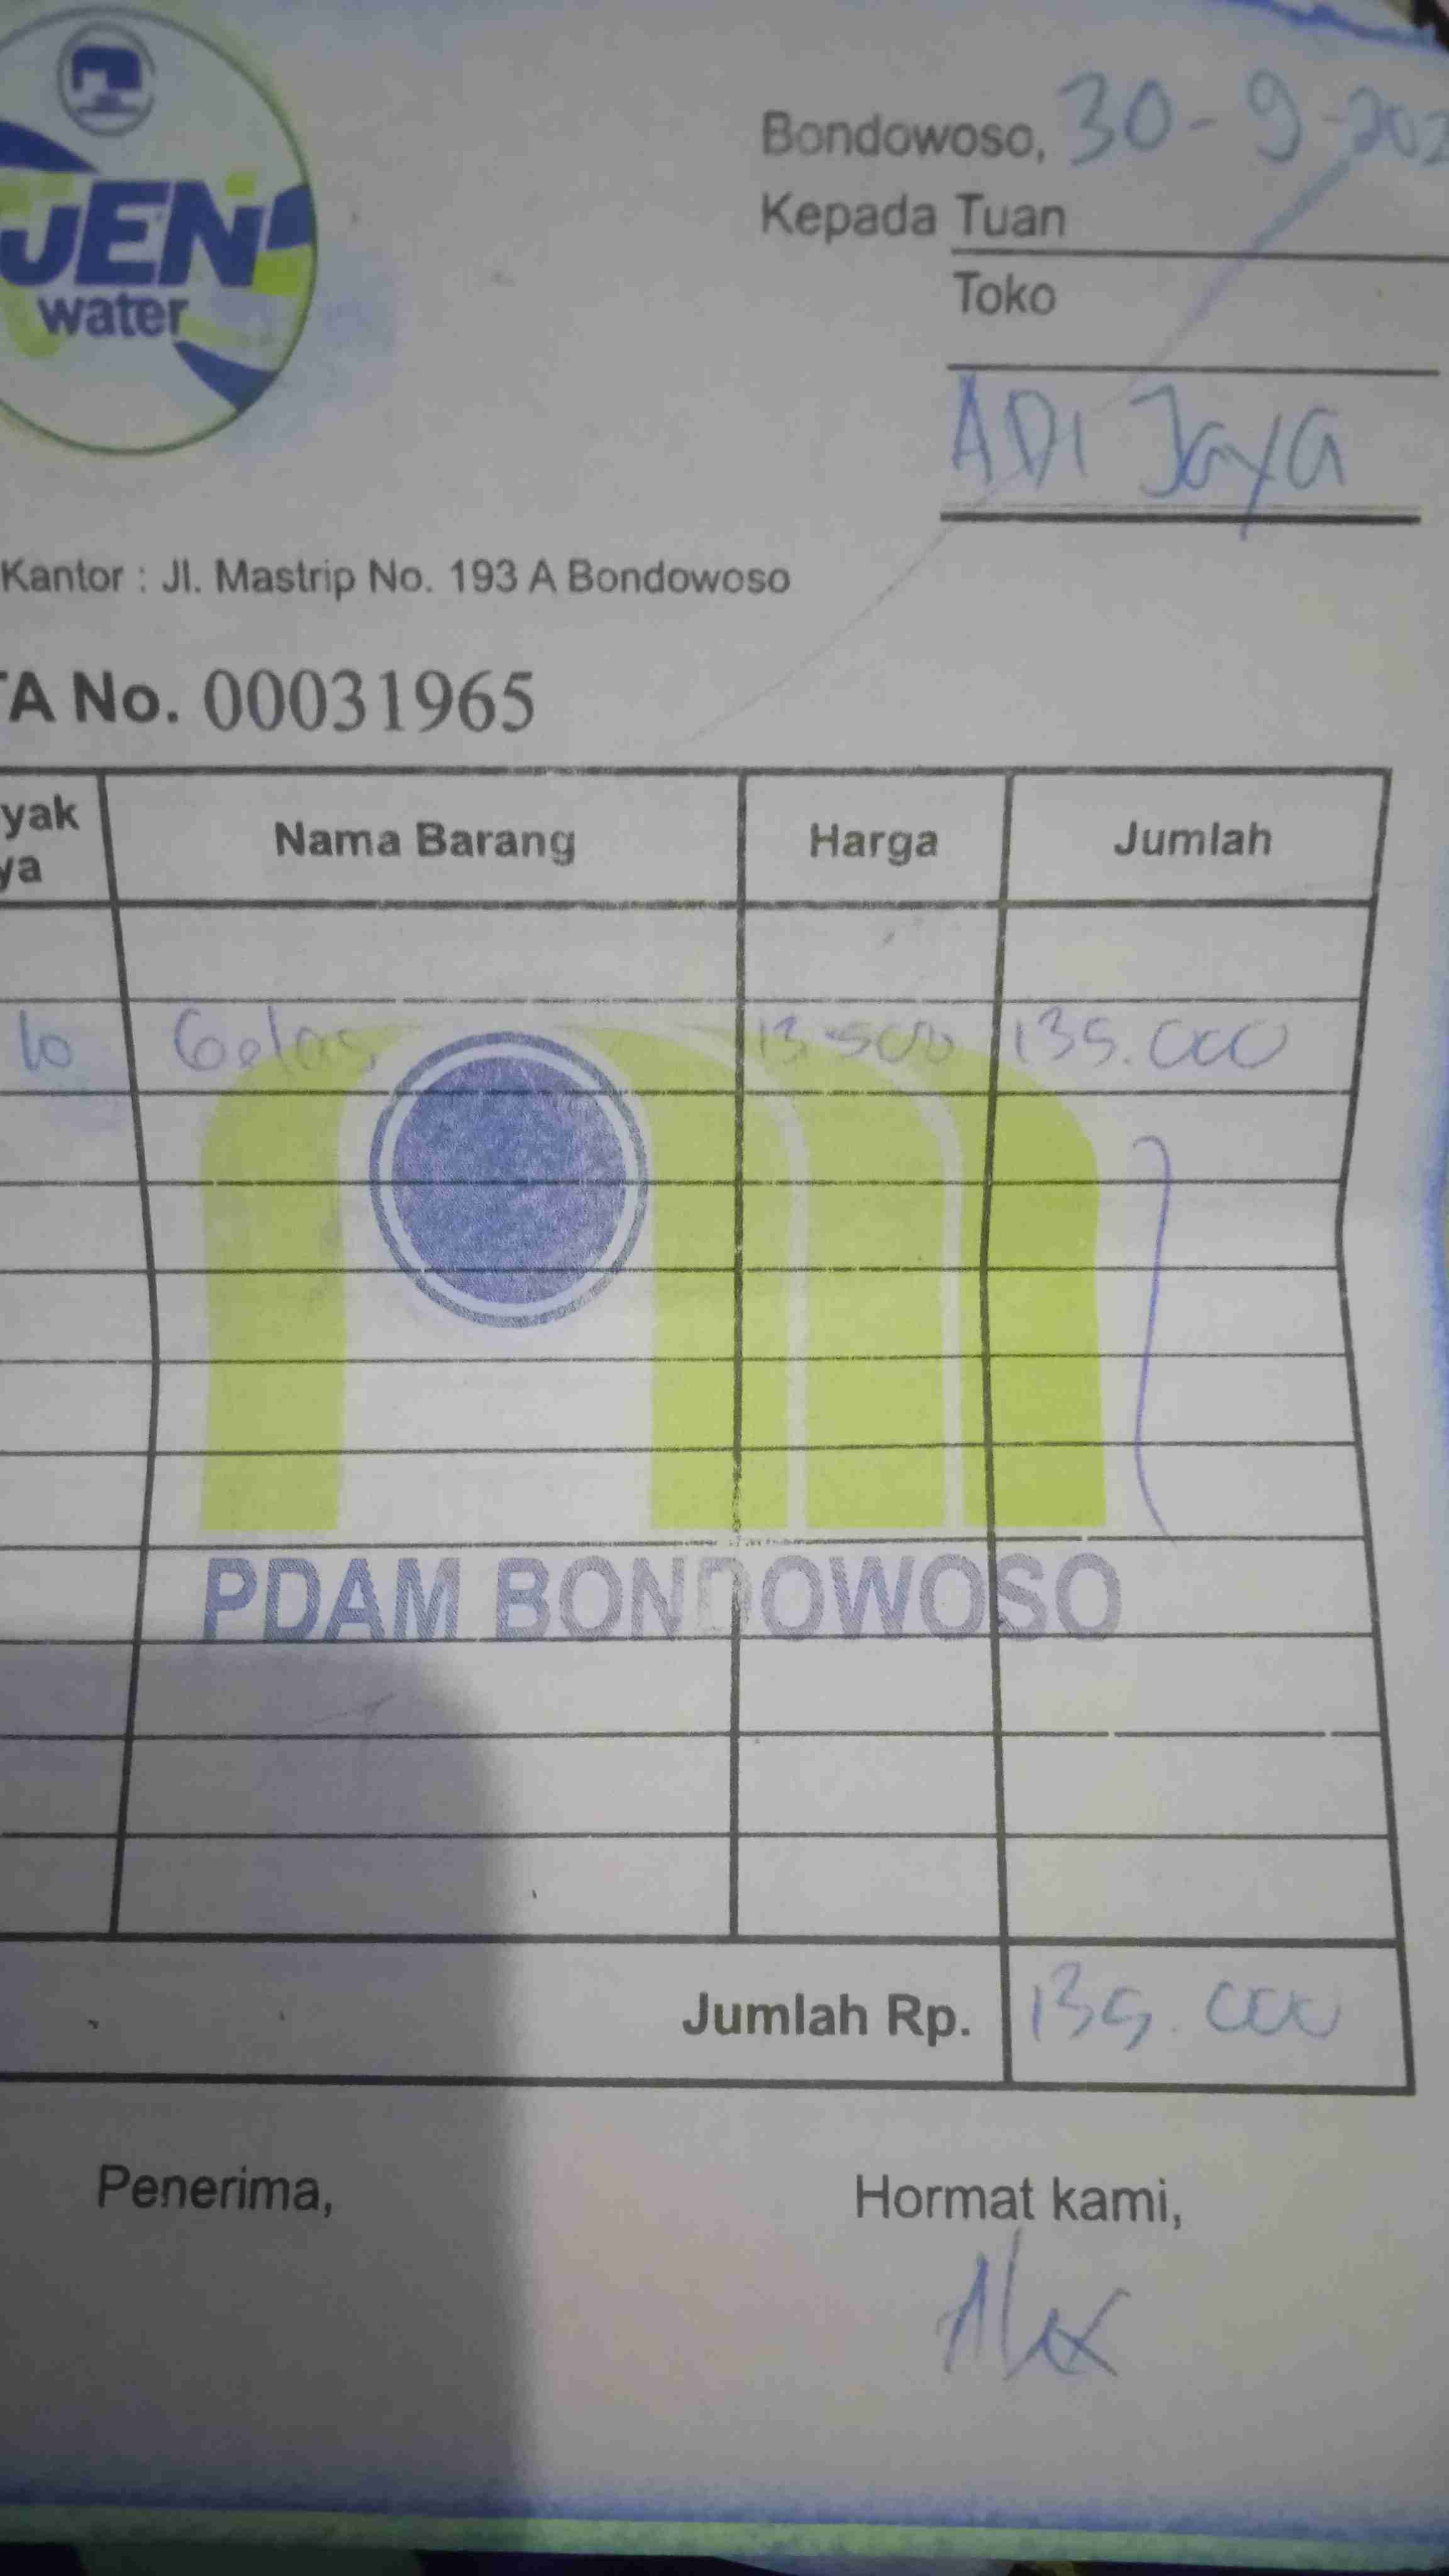 JEN
water
Bondowoso, 30-9-202
Kepada Tuan
Toko
ADI Jaya
Kantor : Jl. Mastrip No. 193 A Bondowoso
TA No. 00031965
yak
ya
Nama Barang Harga Jumlah
10 Gelas 13.500 135.000
PDAM BONDOWOSO
Jumlah Rp. 135.000
Penerima,
Hormat kami,
Alex